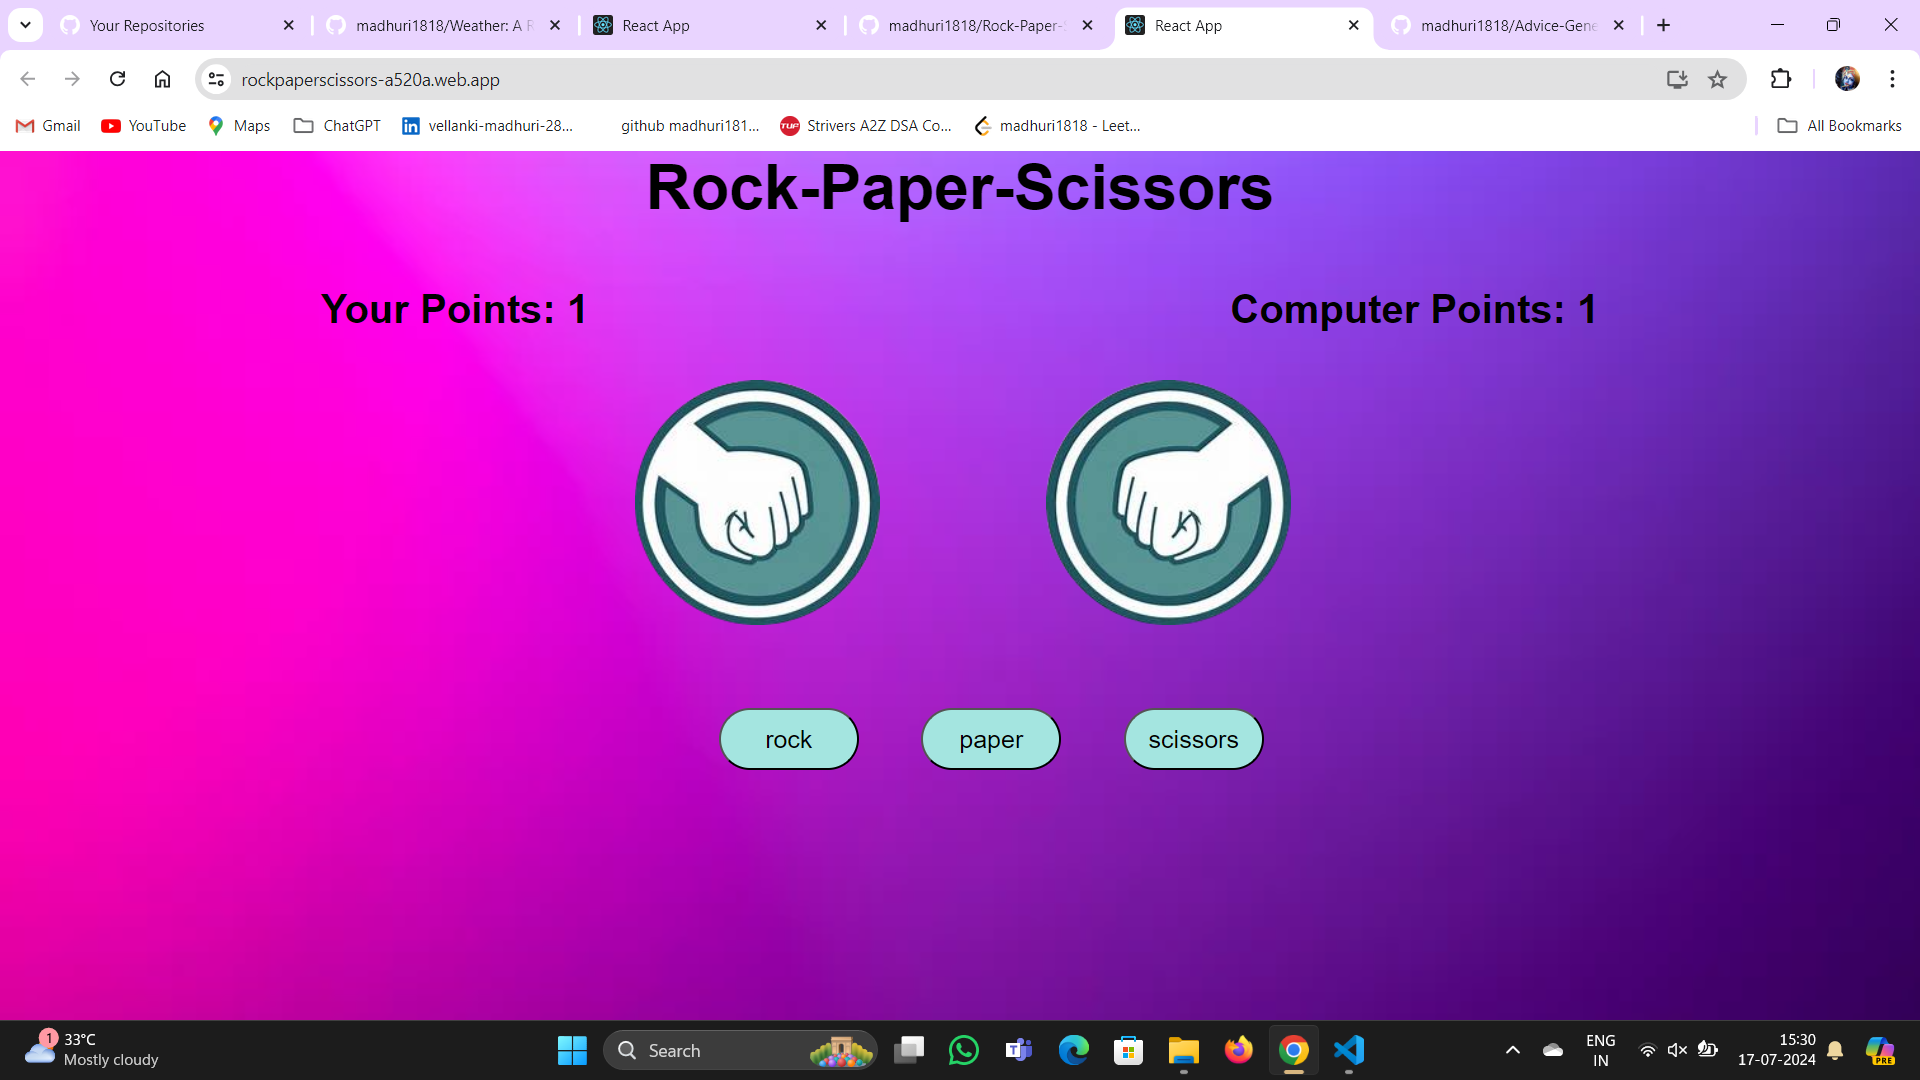 Your Repositories
madhuri1818/Weather: A R
React App
madhuri1818/Rock-Paper-S
React App
madhuri1818/Advice-Gene
rockpaperscissors-a520a.web.app
Gmail
YouTube
Maps
ChatGPT
vellanki-madhuri-28...
github madhuri181...
TUF
Strivers A2Z DSA Co...
madhuri1818 - Leet...
All Bookmarks
Rock-Paper-Scissors
Your Points: 1
Computer Points: 1
rock
paper
scissors
1
33°C
Mostly cloudy
Search
ENG
IN
15:30
17-07-2024
PRE